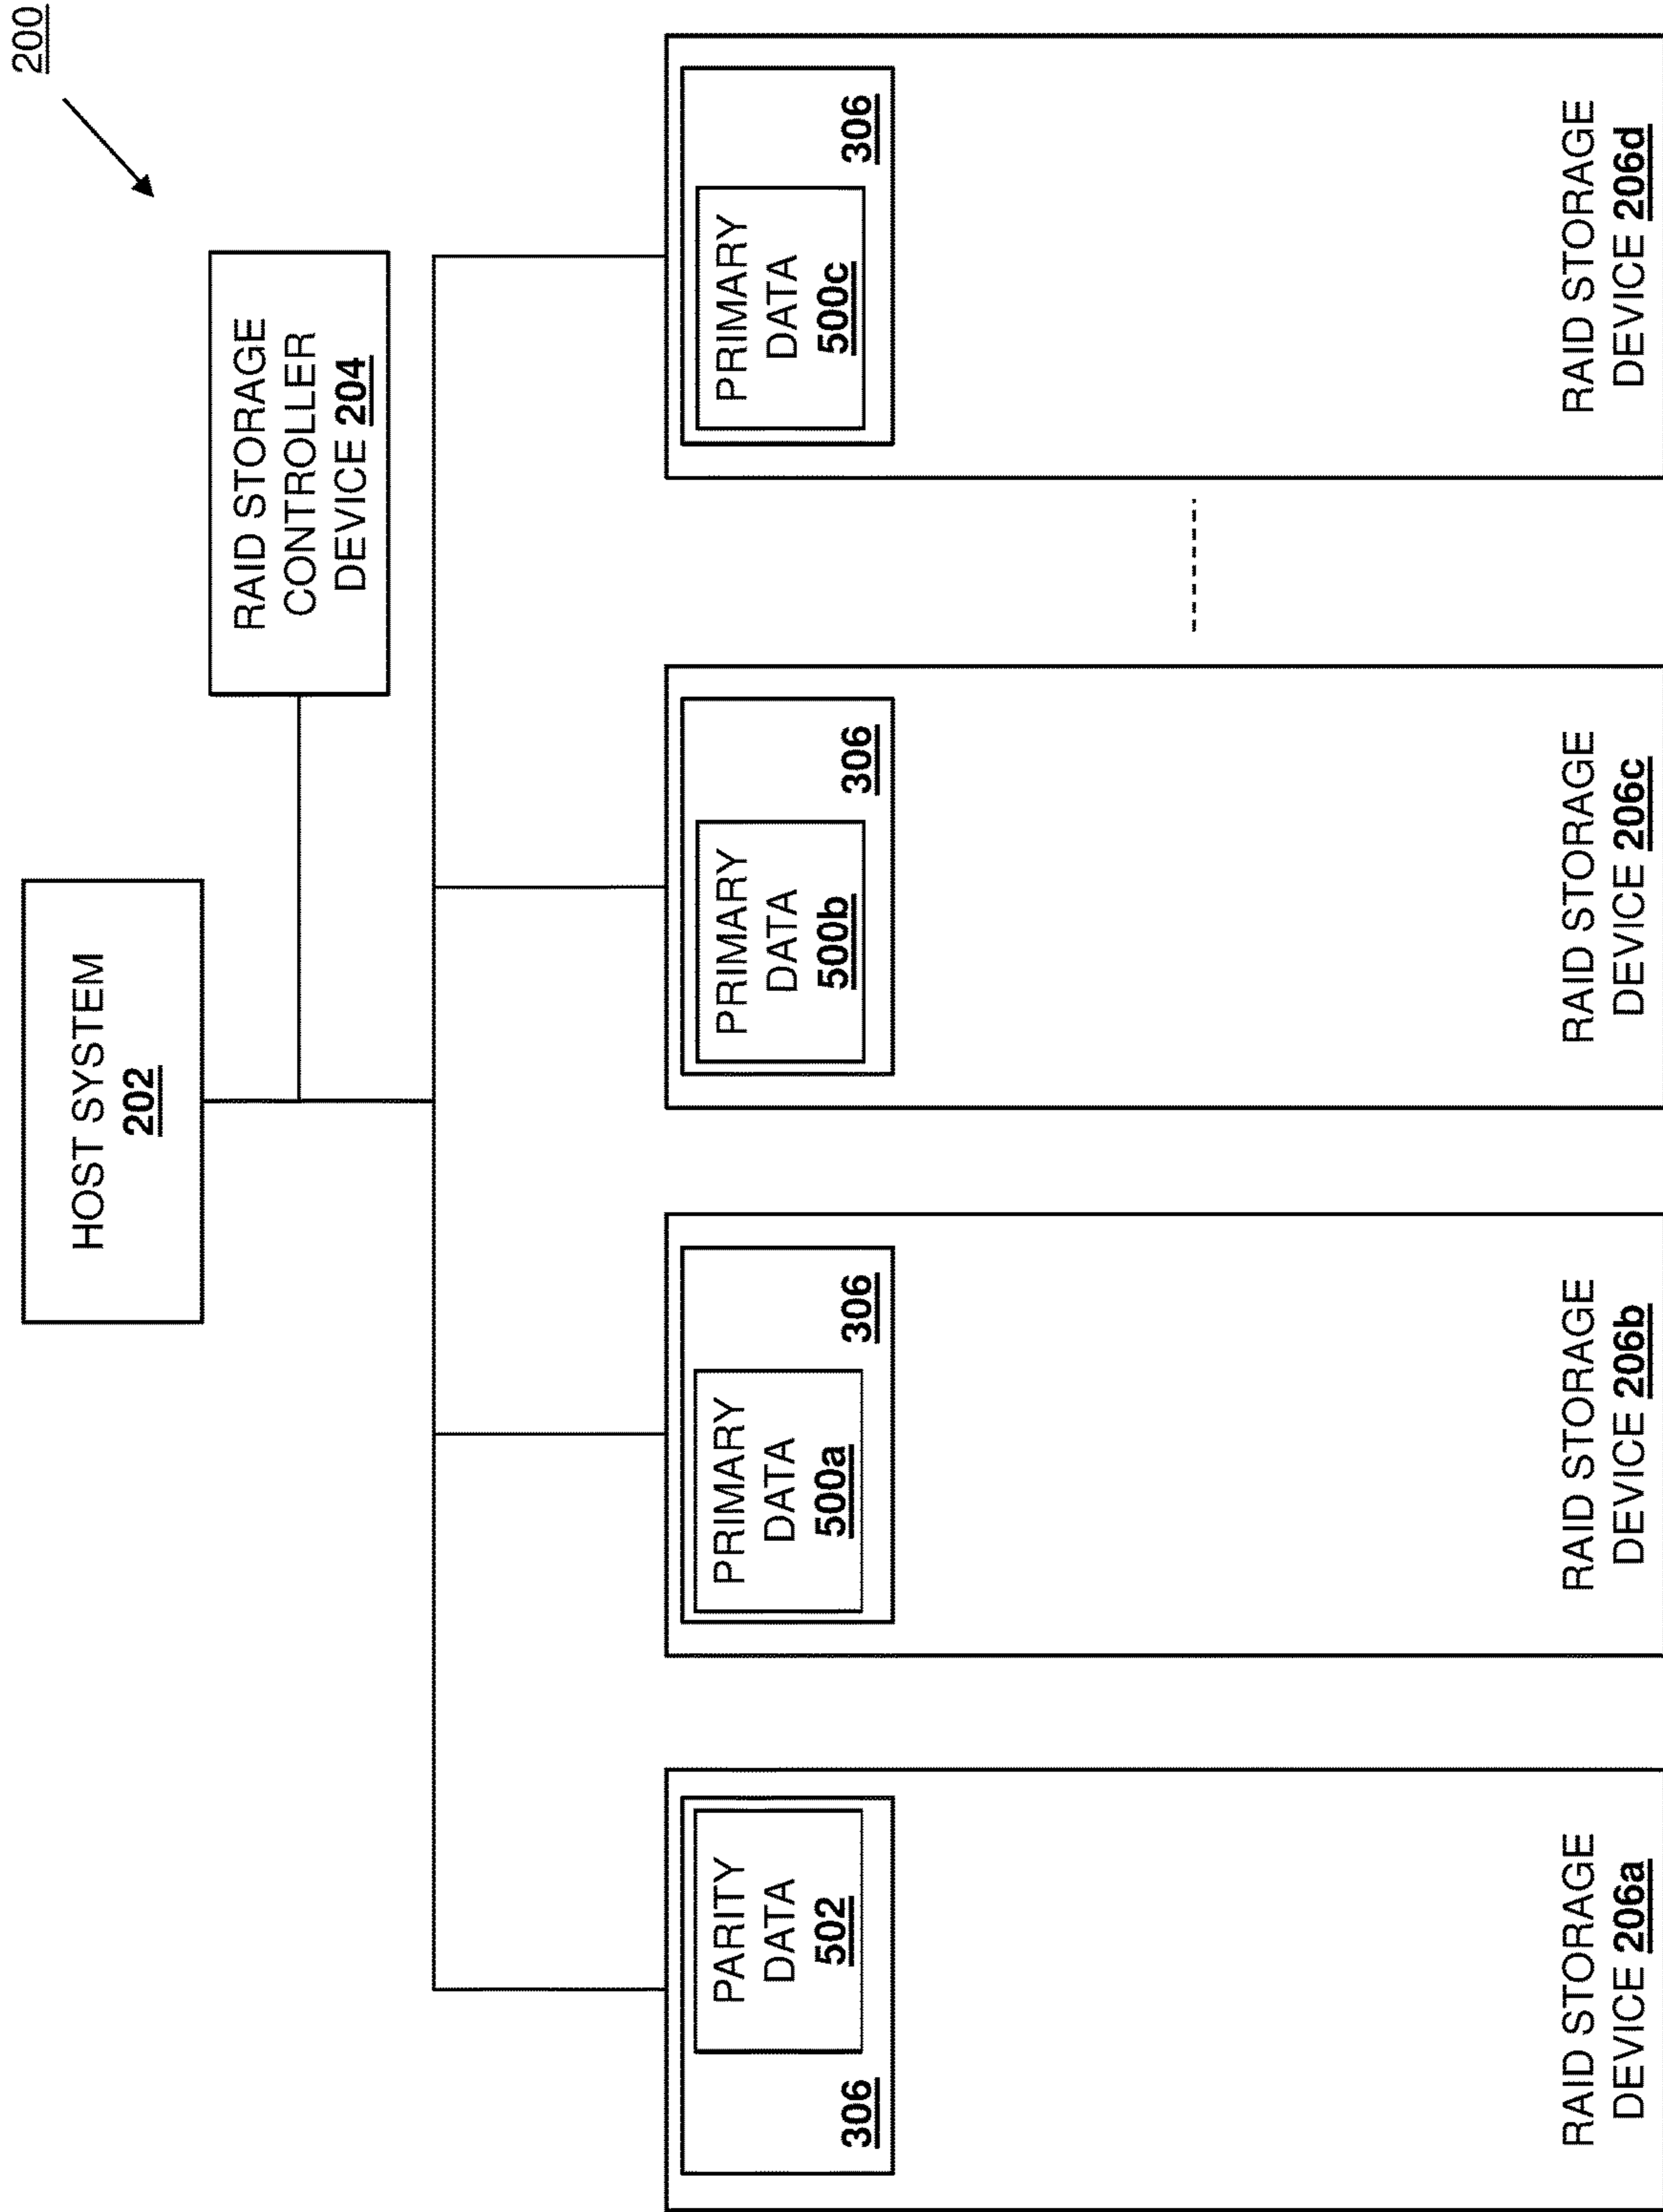 200
HOST SYSTEM
202
RAID STORAGE
CONTROLLER
DEVICE 204
PARITY
DATA
502
306
RAID STORAGE
DEVICE 206a
PRIMARY
DATA
500a
306
RAID STORAGE
DEVICE 206b
PRIMARY
DATA
500b
306
RAID STORAGE
DEVICE 206c
PRIMARY
DATA
500c
306
RAID STORAGE
DEVICE 206d